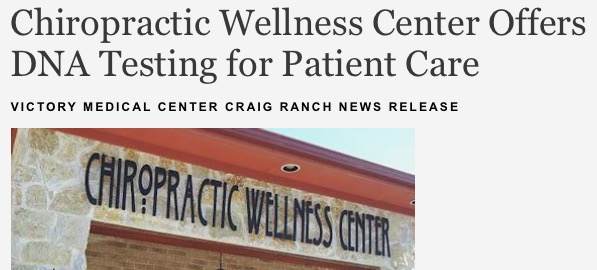 Chiropractic Wellness Center Offers
DNA Testing for Patient Care
VICTORY MEDICAL CENTER CRAIG RANCH NEWS RELEASE
CHIROPRACTIC WELLNESS CENTER